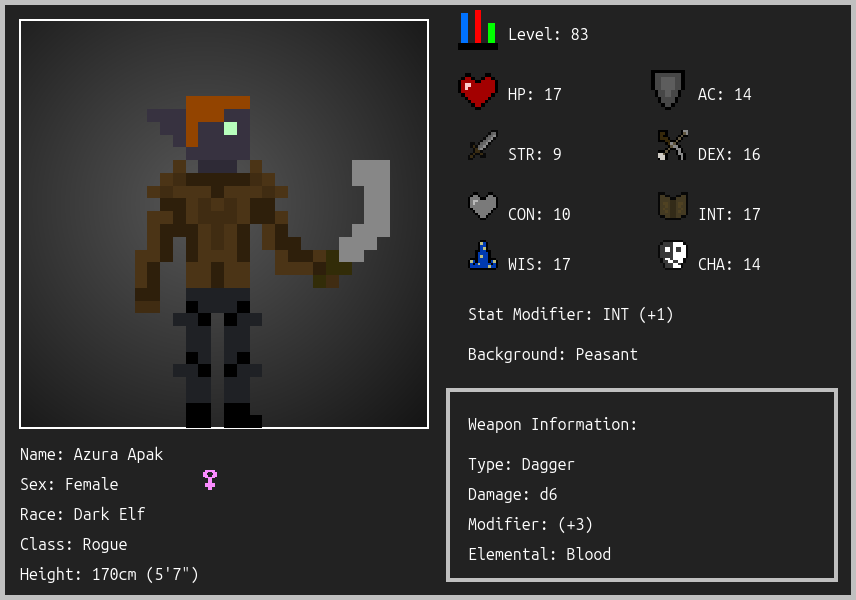 Level: 83
HP: 17
AC: 14
STR: 9
DEX: 16
CON: 10
INT: 17
WIS: 17
CHA: 14
Stat Modifier: INT (+1)
Background: Peasant
Weapon Information:
Type: Dagger
Damage: d6
Modifier: (+3)
Elemental: Blood
Name: Azura Apak
Sex: Female
Race: Dark Elf
Class: Rogue
Height: 170cm (5'7")